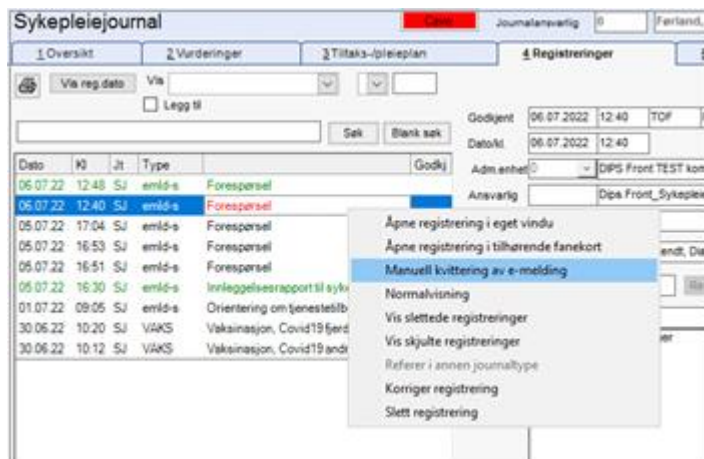 Sykepleiejournal
Cave
Journalansvarlig
Førland,
1 Oversikt
2 Vurderinger
3 Tiltaks-/pleieplan
4 Registreringer
Vis reg.dato
Vis
Legg til
Søk
Blank søk
Godkjent 06.07.2022 12:40 TOF
Dato/kl. 06.07.2022 12:40
Adm.enhet 0 DIPS Front TEST kom
Ansvarlig Dips Front_Sykepleie
Dato Kl Jt Type Godkj
06.07.22 12:48 SJ emld-s Forespørsel
06.07.22 12:40 SJ emld-s Forespørsel
05.07.22 17:04 SJ emld-s Forespørsel
05.07.22 16:53 SJ emld-s Forespørsel
05.07.22 16:51 SJ emld-s Forespørsel
05.07.22 16:30 SJ emld-s Innleggelsesrapport til syke
01.07.22 09:05 SJ emld-s Orientering om tjenestetilb
30.06.22 10:20 SJ VAKS Vaksinasjon, Covid19 fjerd
30.06.22 10:12 SJ VAKS Vaksinasjon, Covid19 andr
Åpne registrering i eget vindu
Åpne registrering i tilhørende fanekort
Manuell kvittering av e-melding
Normalvisning
Vis slettede registreringer
Vis skjulte registreringer
Referer i annen journaltype
Korriger registrering
Slett registrering